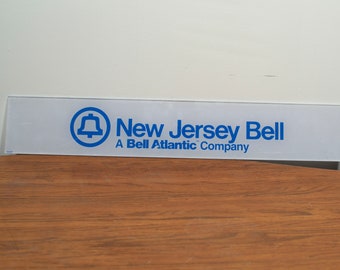 New Jersey Bell
A Bell Atlantic Company